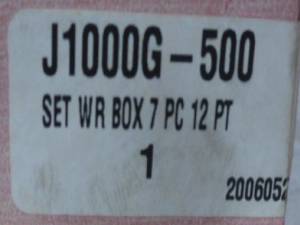 J1000G-500
SET WR BOX 7 PC 12 PT
1
2006052